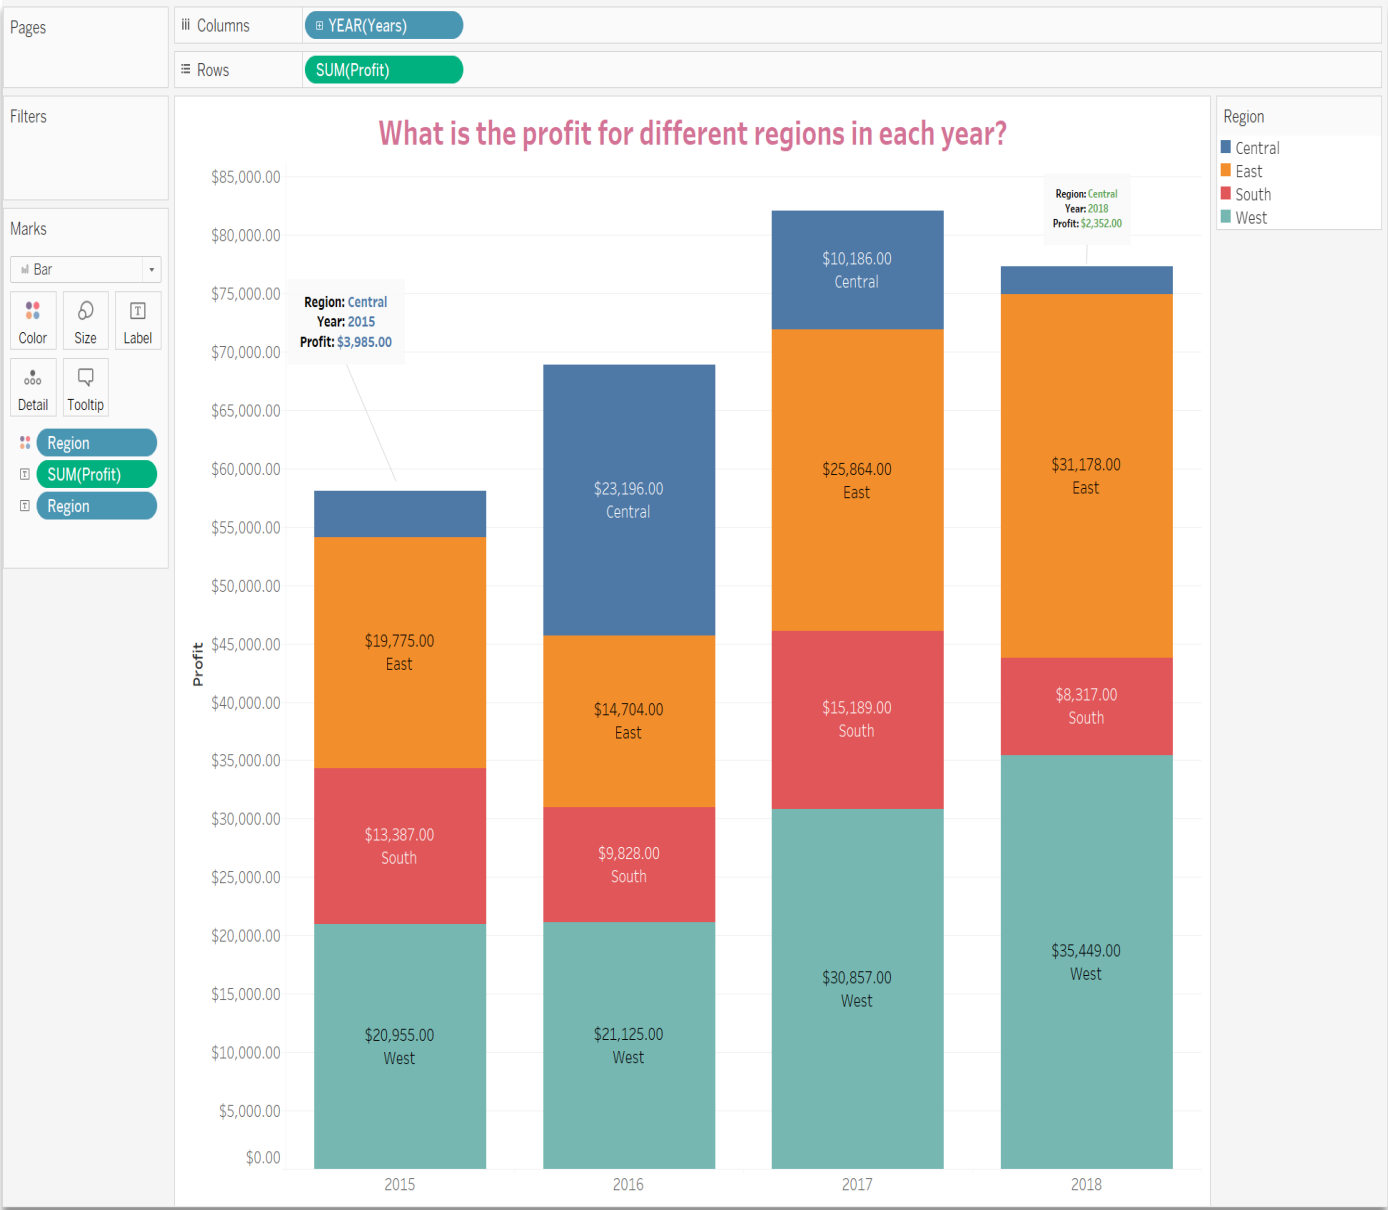 Pages
Columns
YEAR(Years)
Rows
SUM(Profit)
Filters
Marks
Bar
Color
Size
Label
Detail
Tooltip
Region
SUM(Profit)
Region
What is the profit for different regions in each year?
Profit
$85,000.00
$80,000.00
$75,000.00
$70,000.00
$65,000.00
$60,000.00
$55,000.00
$50,000.00
$45,000.00
$40,000.00
$35,000.00
$30,000.00
$25,000.00
$20,000.00
$15,000.00
$10,000.00
$5,000.00
$0.00
Region: Central
Year: 2015
Profit: $3,985.00
$19,775.00
East
$13,387.00
South
$20,955.00
West
$23,196.00
Central
$14,704.00
East
$9,828.00
South
$21,125.00
West
$10,186.00
Central
$25,864.00
East
$15,189.00
South
$30,857.00
West
Region: Central
Year: 2018
Profit: $2,352.00
$31,178.00
East
$8,317.00
South
$35,449.00
West
2015
2016
2017
2018
Region
Central
East
South
West